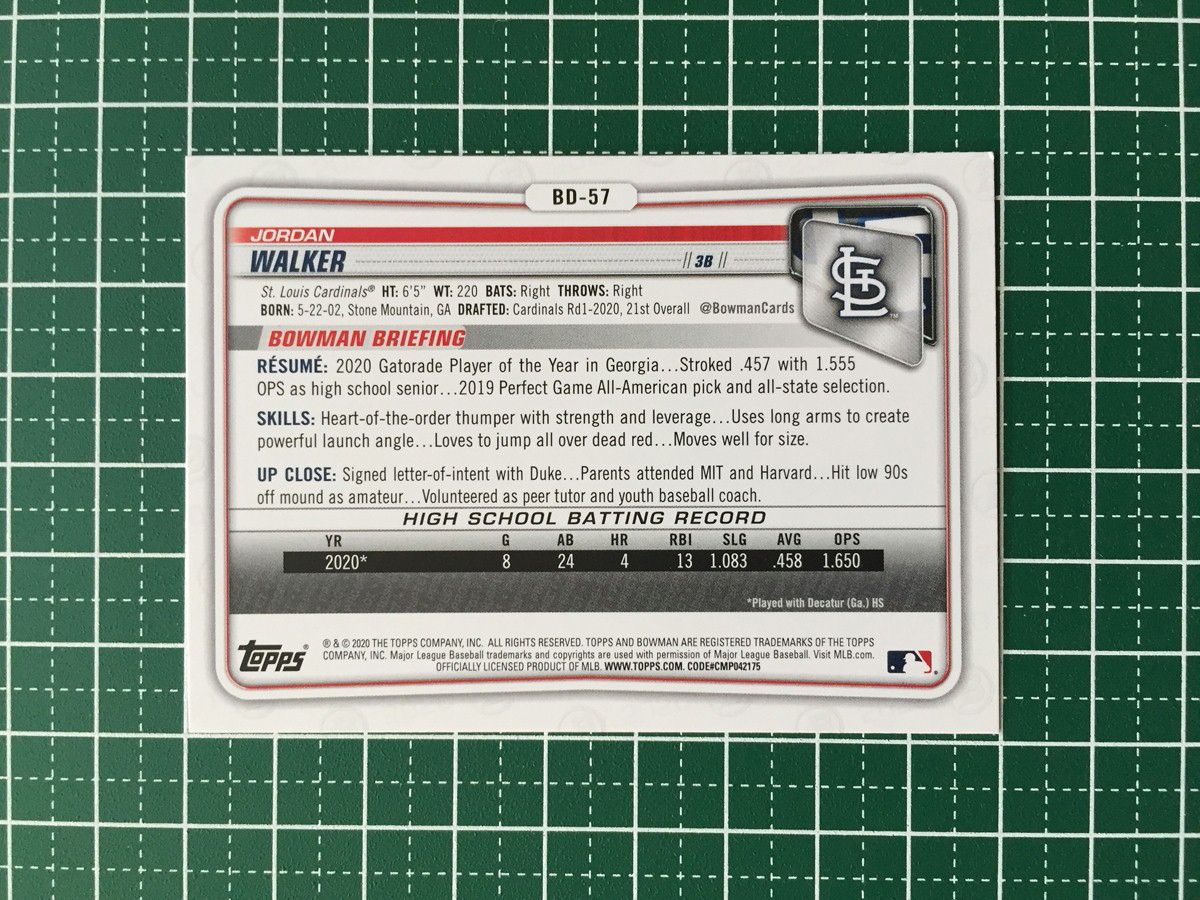 BD-57
JORDAN
WALKER // 3B //
St. Louis Cardinals® HT: 6'5" WT: 220 BATS: Right THROWS: Right
BORN: 5-22-02, Stone Mountain, GA DRAFTED: Cardinals Rd1-2020, 21st Overall @BowmanCards
STL™
BOWMAN BRIEFING
RÉSUMÉ: 2020 Gatorade Player of the Year in Georgia...Stroked .457 with 1.555
OPS as high school senior...2019 Perfect Game All-American pick and all-state selection.
SKILLS: Heart-of-the-order thumper with strength and leverage...Uses long arms to create
powerful launch angle...Loves to jump all over dead red...Moves well for size.
UP CLOSE: Signed letter-of-intent with Duke...Parents attended MIT and Harvard...Hit low 90s
off mound as amateur...Volunteered as peer tutor and youth baseball coach.
HIGH SCHOOL BATTING RECORD
YR G AB HR RBI SLG AVG OPS
2020* 8 24 4 13 1.083 .458 1.650
*Played with Decatur (Ga.) HS
topps®
® & © 2020 THE TOPPS COMPANY, INC. ALL RIGHTS RESERVED. TOPPS AND BOWMAN ARE REGISTERED TRADEMARKS OF THE TOPPS
COMPANY, INC. Major League Baseball trademarks and copyrights are used with permission of Major League Baseball. Visit MLB.com.
OFFICIALLY LICENSED PRODUCT OF MLB. WWW.TOPPS.COM. CODE#CMP042175